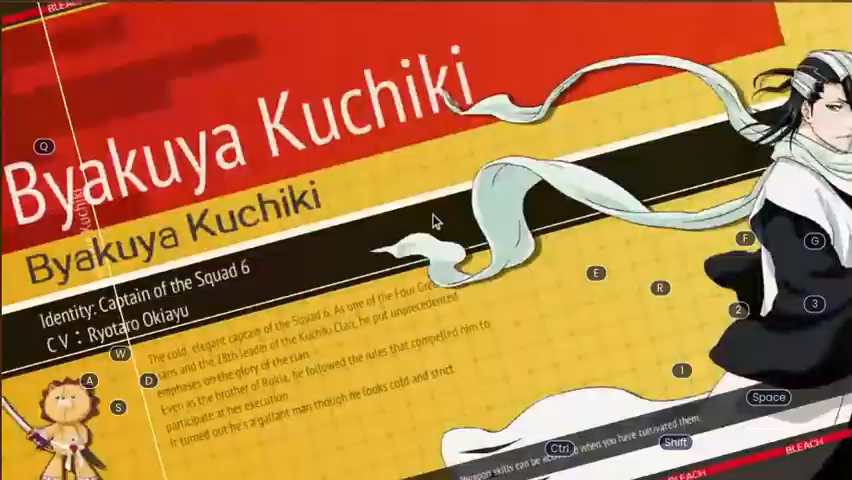 BLEACH
Byakuya Kuchiki
Kuchiki
Byakuya Kuchiki
Identity: Captain of the Squad 6
CV：Ryotaro Okiayu
The cold, elegant captain of the Squad 6. As one of the Four Gre
lans and the 28th leader of the Kuchiki Clan, he put unprecedented
emphases on the glory of the clan.
Even as the brother of Rukia, he followed the rules that compelled him to
participate at her execution.
It turned out he's a gallant man though he looks cold and strict.
Weapon skills can be when you have cultivated them.
BLEACH
BLEACH
Q
W
A
D
S
E
R
F
G
2
3
1
Space
Ctrl
Shift